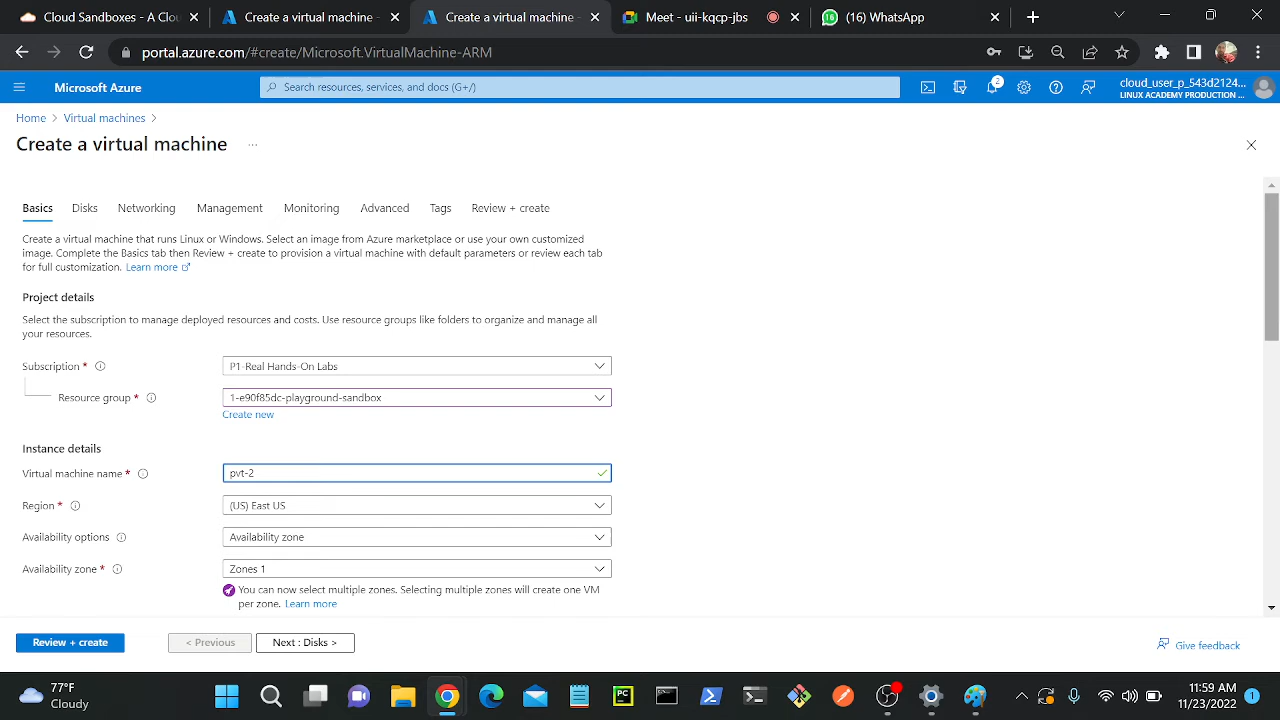 Cloud Sandboxes - A Clou
Create a virtual machine -
Create a virtual machine -
Meet - uii-kqcp-jbs
(16) WhatsApp
portal.azure.com/#create/Microsoft.VirtualMachine-ARM
Microsoft Azure
Search resources, services, and docs (G+/)
2
cloud_user_p_543d2124...
LINUX ACADEMY PRODUCTION ...
Home > Virtual machines >
Create a virtual machine ...
Basics Disks Networking Management Monitoring Advanced Tags Review + create
Create a virtual machine that runs Linux or Windows. Select an image from Azure marketplace or use your own customized
image. Complete the Basics tab then Review + create to provision a virtual machine with default parameters or review each tab
for full customization. Learn more
Project details
Select the subscription to manage deployed resources and costs. Use resource groups like folders to organize and manage all
your resources.
Subscription * P1-Real Hands-On Labs
Resource group * 1-e90f85dc-playground-sandbox
Create new
Instance details
Virtual machine name * pvt-2
Region * (US) East US
Availability options Availability zone
Availability zone * Zones 1
You can now select multiple zones. Selecting multiple zones will create one VM
per zone. Learn more
Review + create < Previous Next : Disks > Give feedback
77°F
Cloudy
PC
11:59 AM
11/23/2022
1